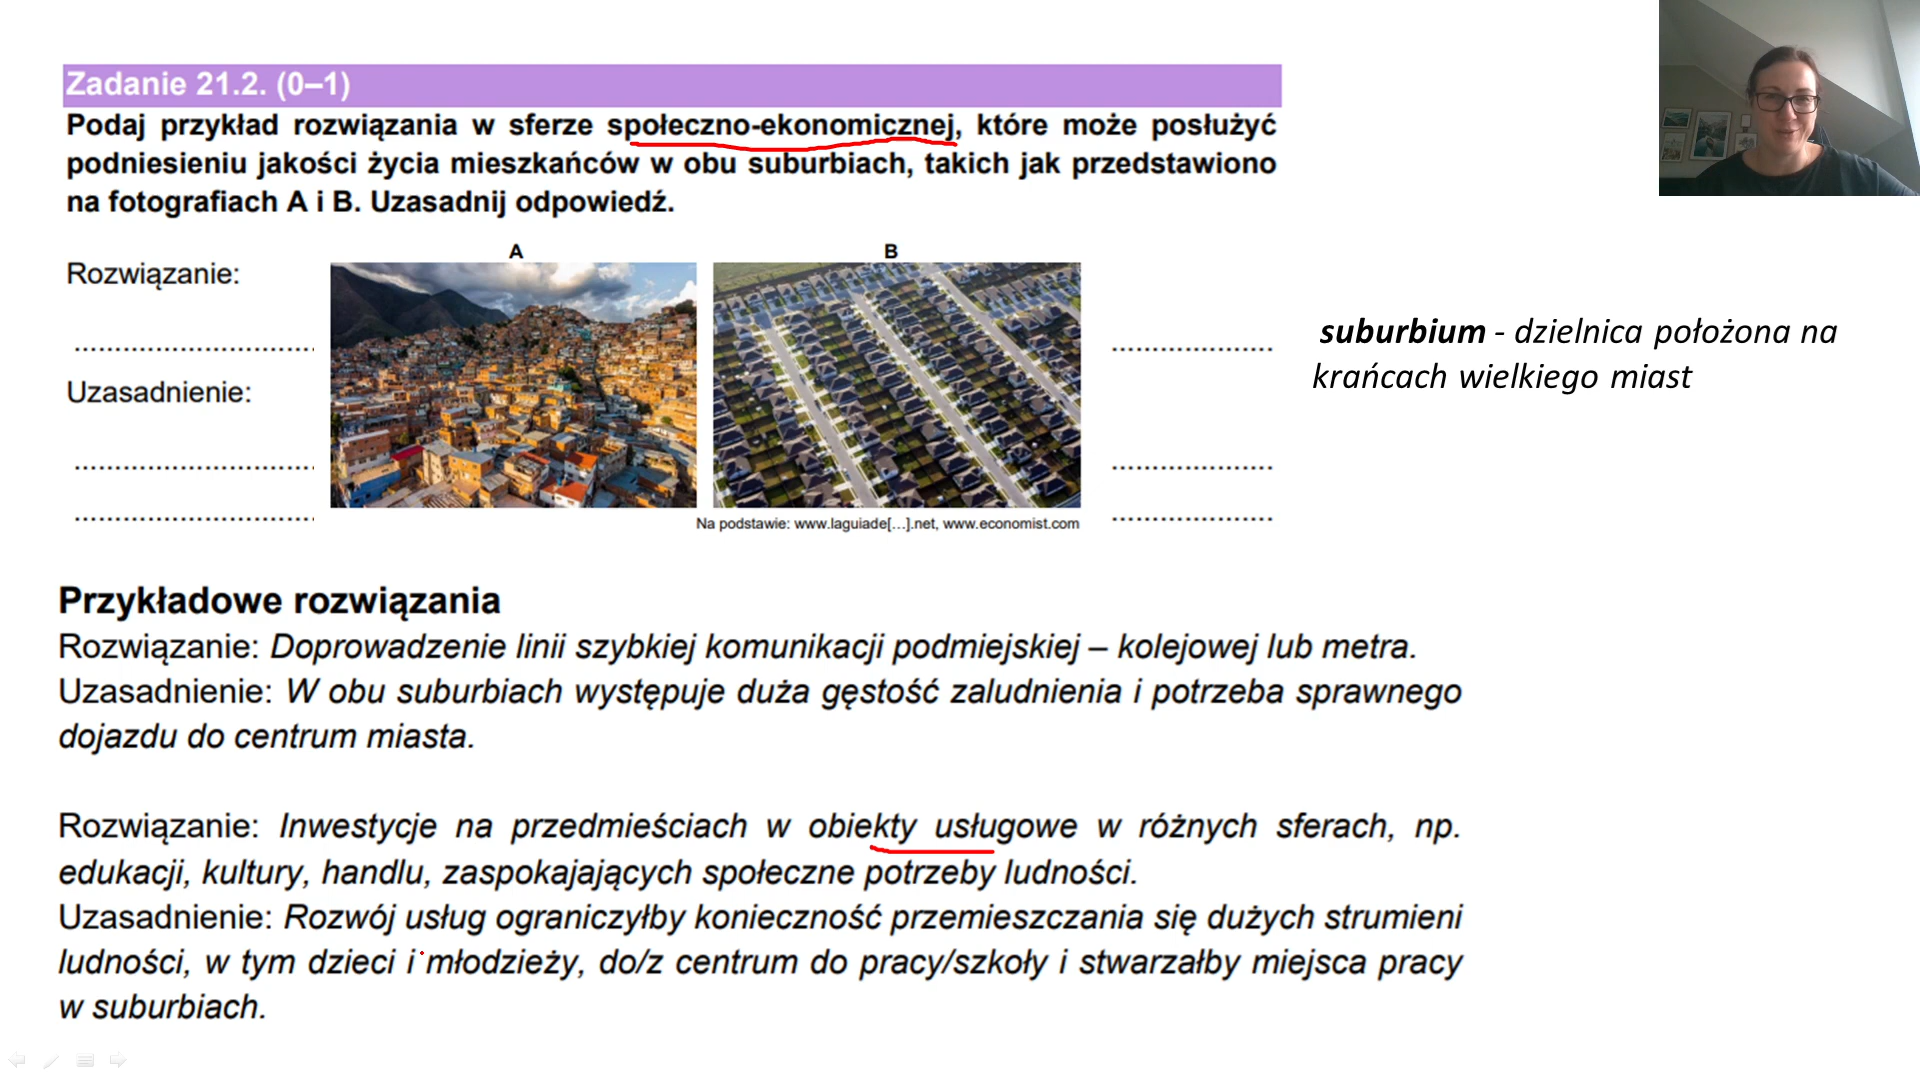 Zadanie 21.2. (0–1)
Podaj przykład rozwiązania w sferze społeczno-ekonomicznej, które może posłużyć
podniesieniu jakości życia mieszkańców w obu suburbiach, takich jak przedstawiono
na fotografiach A i B. Uzasadnij odpowiedź.
A
B
Rozwiązanie:
Uzasadnienie:
Na podstawie: www.laguiade[...].net, www.economist.com
suburbium - dzielnica położona na
krańcach wielkiego miast
Przykładowe rozwiązania
Rozwiązanie: Doprowadzenie linii szybkiej komunikacji podmiejskiej – kolejowej lub metra.
Uzasadnienie: W obu suburbiach występuje duża gęstość zaludnienia i potrzeba sprawnego
dojazdu do centrum miasta.
Rozwiązanie: Inwestycje na przedmieściach w obiekty usługowe w różnych sferach, np.
edukacji, kultury, handlu, zaspokajających społeczne potrzeby ludności.
Uzasadnienie: Rozwój usług ograniczyłby konieczność przemieszczania się dużych strumieni
ludności, w tym dzieci i młodzieży, do/z centrum do pracy/szkoły i stwarzałby miejsca pracy
w suburbiach.